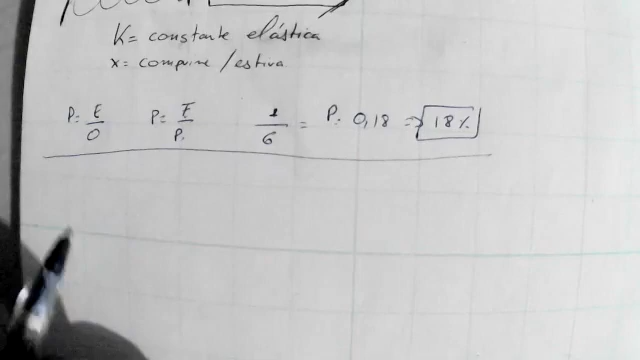 K = constante elástica
x = comprime / estira
P = E/O P = E/P. 1/6 = P. 0,18 => 18%